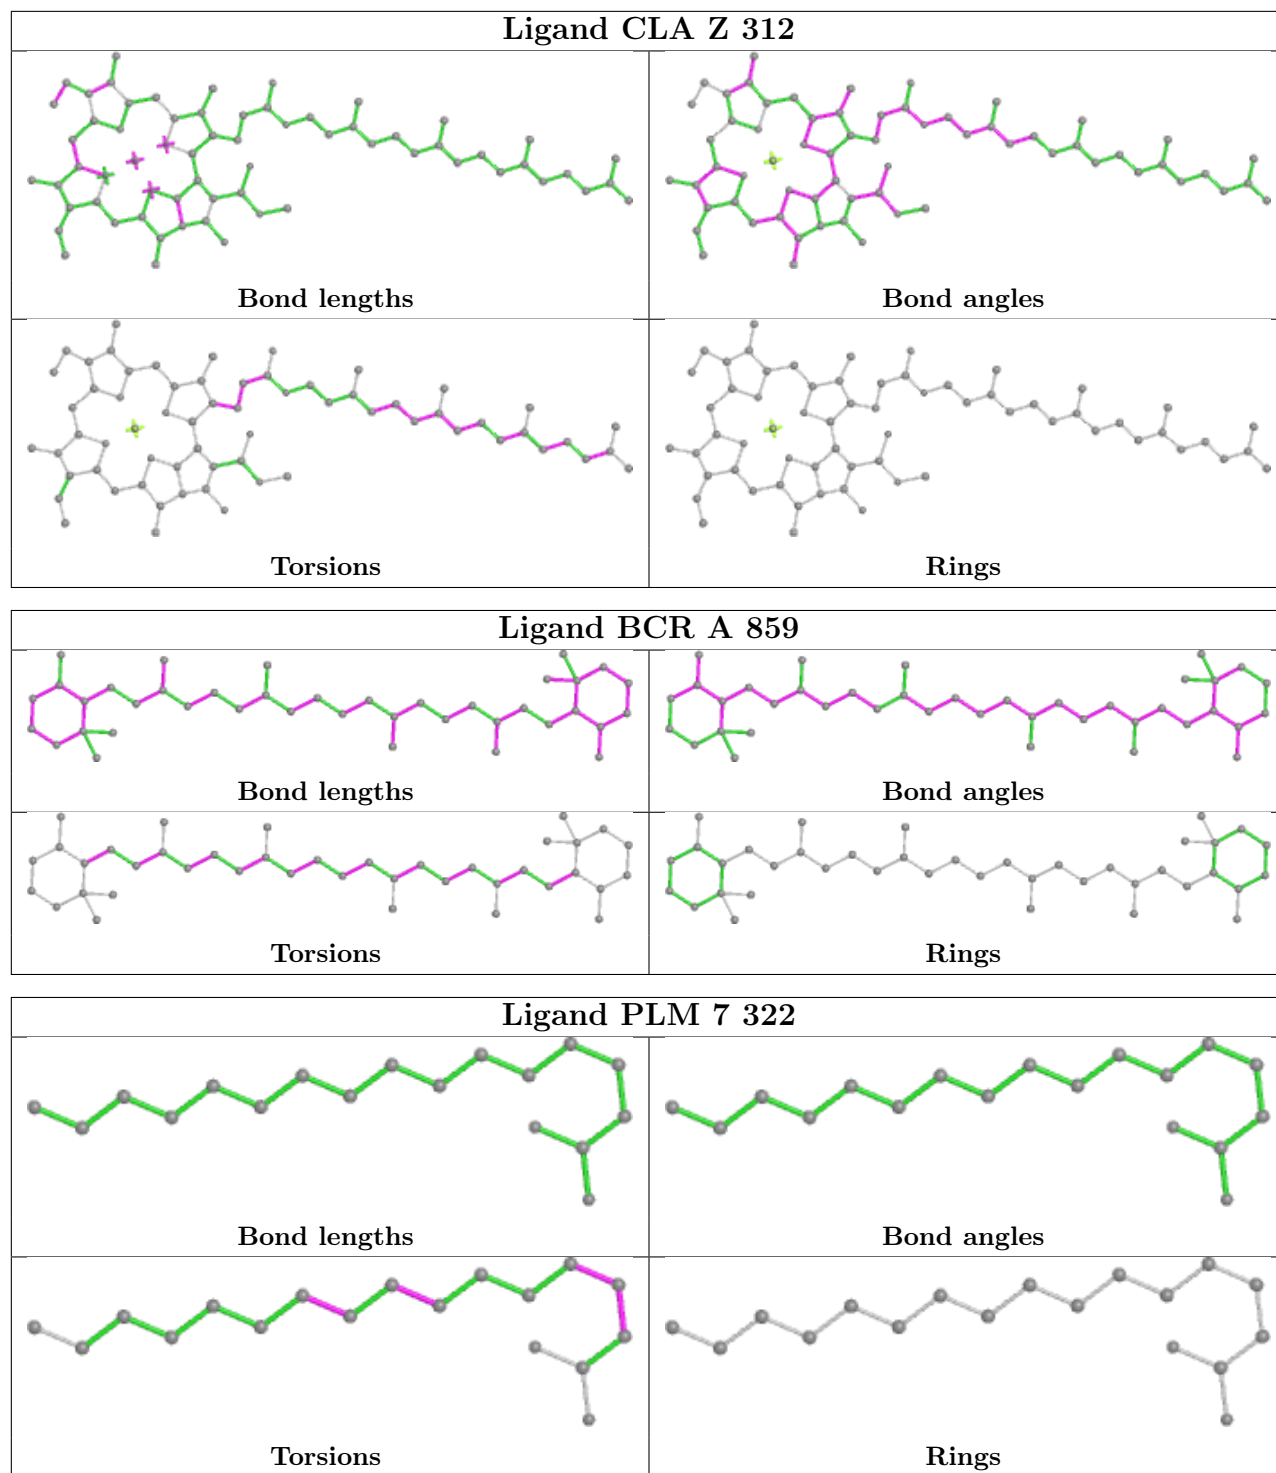 Ligand CLA Z 312
Bond lengths
Bond angles
Torsions
Rings
Ligand BCR A 859
Bond lengths
Bond angles
Torsions
Rings
Ligand PLM 7 322
Bond lengths
Bond angles
Torsions
Rings